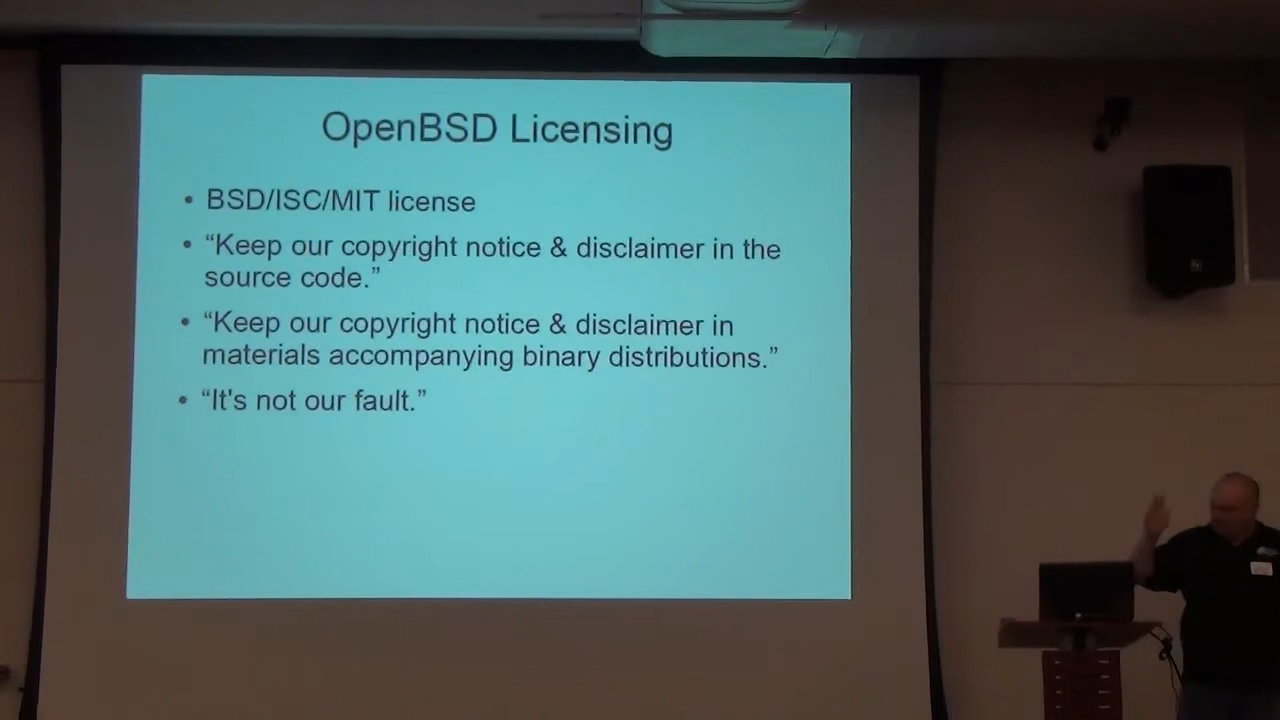 OpenBSD Licensing
• BSD/ISC/MIT license
• “Keep our copyright notice & disclaimer in the
source code.”
• “Keep our copyright notice & disclaimer in
materials accompanying binary distributions.”
• “It's not our fault.”